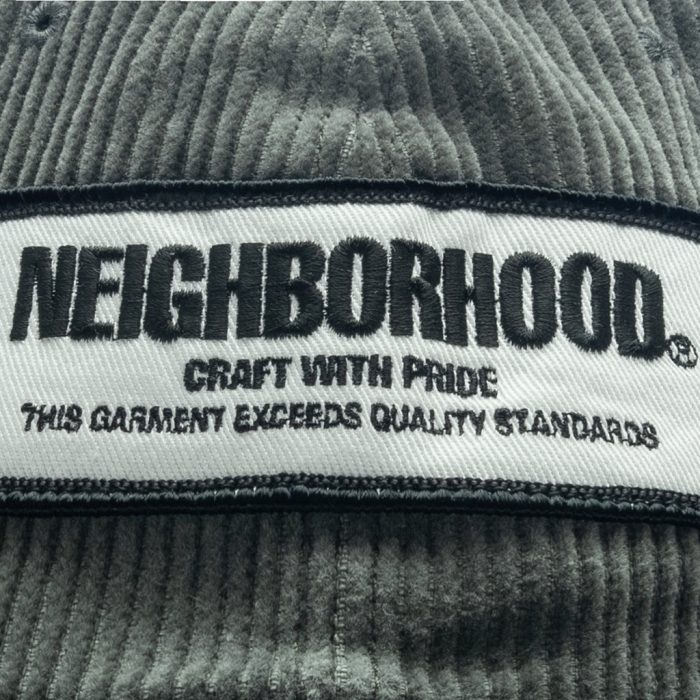 NEIGHBORHOOD®
CRAFT WITH PRIDE
THIS GARMENT EXCEEDS QUALITY STANDARDS